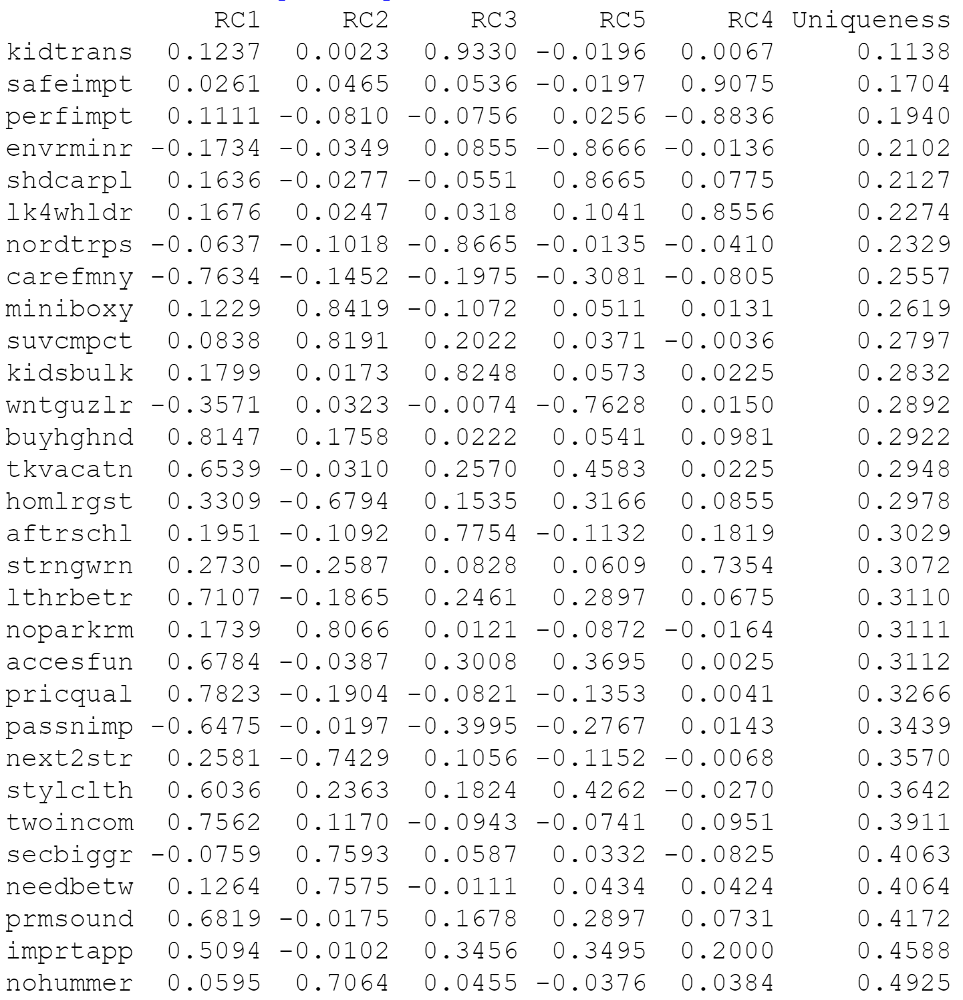 RC1 RC2 RC3 RC5 RC4 Uniqueness
kidtrans 0.1237 0.0023 0.9330 -0.0196 0.0067 0.1138
safeimpt 0.0261 0.0465 0.0536 -0.0197 0.9075 0.1704
perfimpt 0.1111 -0.0810 -0.0756 0.0256 -0.8836 0.1940
envrminr -0.1734 -0.0349 0.0855 -0.8666 -0.0136 0.2102
shdcarpl 0.1636 -0.0277 -0.0551 0.8665 0.0775 0.2127
lk4whldr 0.1676 0.0247 0.0318 0.1041 0.8556 0.2274
nordtrps -0.0637 -0.1018 -0.8665 -0.0135 -0.0410 0.2329
carefmny -0.7634 -0.1452 -0.1975 -0.3081 -0.0805 0.2557
miniboxy 0.1229 0.8419 -0.1072 0.0511 0.0131 0.2619
suvcmpct 0.0838 0.8191 0.2022 0.0371 -0.0036 0.2797
kidsbulk 0.1799 0.0173 0.8248 0.0573 0.0225 0.2832
wntguzlr -0.3571 0.0323 -0.0074 -0.7628 0.0150 0.2892
buyhghnd 0.8147 0.1758 0.0222 0.0541 0.0981 0.2922
tkvacatn 0.6539 -0.0310 0.2570 0.4583 0.0225 0.2948
homlrgst 0.3309 -0.6794 0.1535 0.3166 0.0855 0.2978
aftrschl 0.1951 -0.1092 0.7754 -0.1132 0.1819 0.3029
strngwrn 0.2730 -0.2587 0.0828 0.0609 0.7354 0.3072
lthrbetr 0.7107 -0.1865 0.2461 0.2897 0.0675 0.3110
noparkrm 0.1739 0.8066 0.0121 -0.0872 -0.0164 0.3111
accesfun 0.6784 -0.0387 0.3008 0.3695 0.0025 0.3112
pricqual 0.7823 -0.1904 -0.0821 -0.1353 0.0041 0.3266
passnimp -0.6475 -0.0197 -0.3995 -0.2767 0.0143 0.3439
next2str 0.2581 -0.7429 0.1056 -0.1152 -0.0068 0.3570
stylclth 0.6036 0.2363 0.1824 0.4262 -0.0270 0.3642
twoincom 0.7562 0.1170 -0.0943 -0.0741 0.0951 0.3911
secbiggr -0.0759 0.7593 0.0587 0.0332 -0.0825 0.4063
needbetw 0.1264 0.7575 -0.0111 0.0434 0.0424 0.4064
prmsound 0.6819 -0.0175 0.1678 0.2897 0.0731 0.4172
imprtapp 0.5094 -0.0102 0.3456 0.3495 0.2000 0.4588
nohummer 0.0595 0.7064 0.0455 -0.0376 0.0384 0.4925